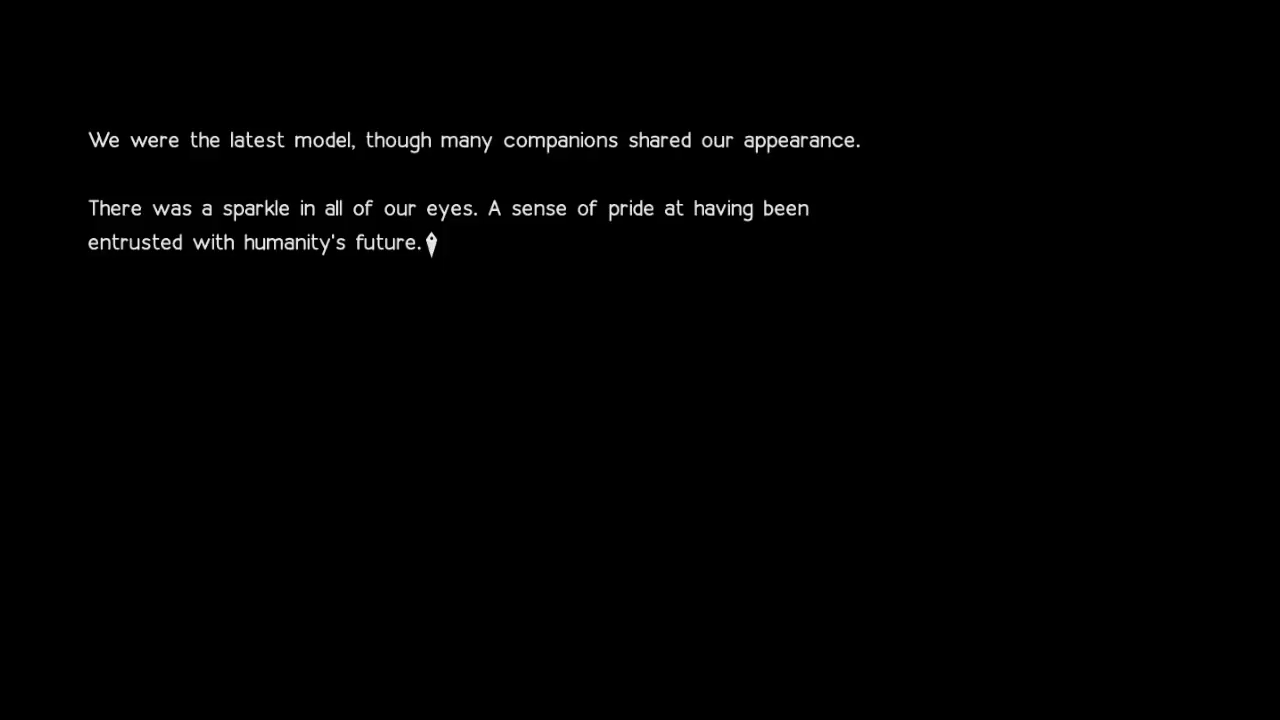 We were the latest model, though many companions shared our appearance.
There was a sparkle in all of our eyes. A sense of pride at having been
entrusted with humanity's future.